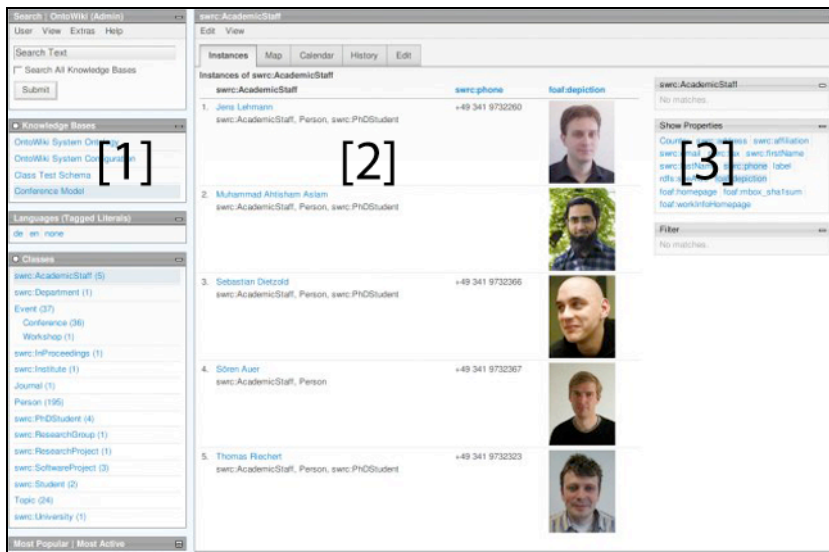 Search | OntoWiki (Admin)
User View Extras Help
Search Text
Search All Knowledge Bases
Submit
Knowledge Bases
OntoWiki System Ontology
OntoWiki System Configuration
Class Test Schema
Conference Model
[1]
Languages (Tagged Literals)
de en none
Classes
swrc:AcademicStaff (5)
swrc:Department (1)
Event (37)
Conference (36)
Workshop (1)
swrc:InProceedings (1)
swrc:Institute (1)
Journal (1)
Person (195)
swrc:PhDStudent (4)
swrc:ResearchGroup (1)
swrc:ResearchProject (1)
swrc:SoftwareProject (3)
swrc:Student (2)
Topic (24)
swrc:University (1)
Most Popular | Most Active
swrc:AcademicStaff
Edit View
Instances Map Calendar History Edit
Instances of swrc:AcademicStaff
swrc:AcademicStaff swrc:phone foaf:depiction
1. Jens Lehmann +49 341 9732260
swrc:AcademicStaff, Person, swrc:PhDStudent
[2]
2. Muhammad Ahtisham Aslam
swrc:AcademicStaff, Person, swrc:PhDStudent
3. Sebastian Dietzold +49 341 9732366
swrc:AcademicStaff, Person, swrc:PhDStudent
4. Sören Auer +49 341 9732367
swrc:AcademicStaff, Person
5. Thomas Riechert +49 341 9732323
swrc:AcademicStaff, Person, swrc:PhDStudent
swrc:AcademicStaff
No matches.
Show Properties
swrc:affiliation
swrc:firstName
swrc:phone label
foaf:depiction
foaf:homepage foaf:mbox_sha1sum
foaf:workInfoHomepage
[3]
Filter
No matches.